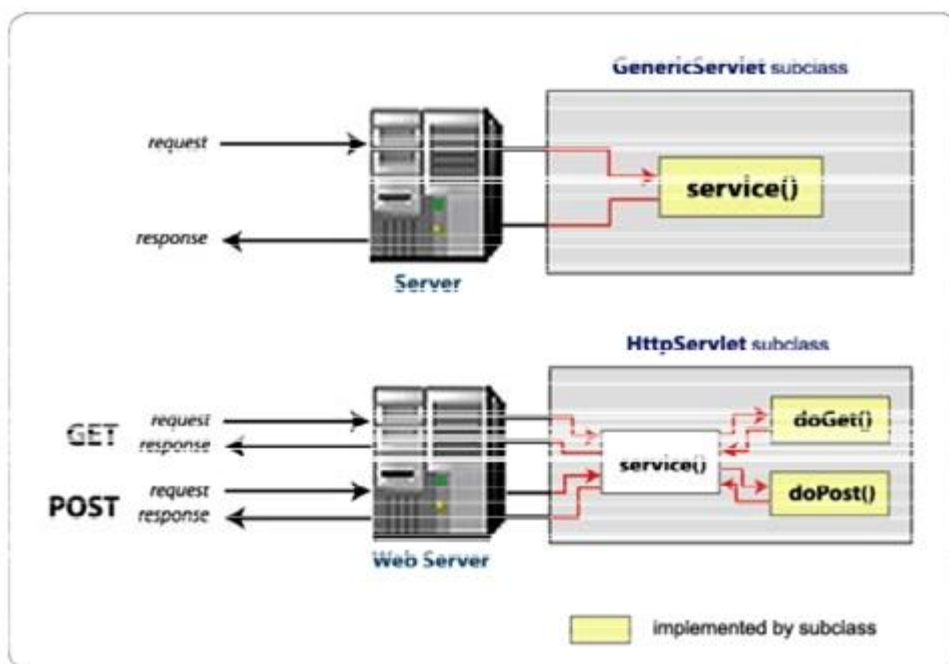 GenericServlet subclass
request
service()
response
Server
HttpServlet subclass
GET
request
response
doGet()
service()
POST
request
response
doPost()
Web Server
implemented by subclass